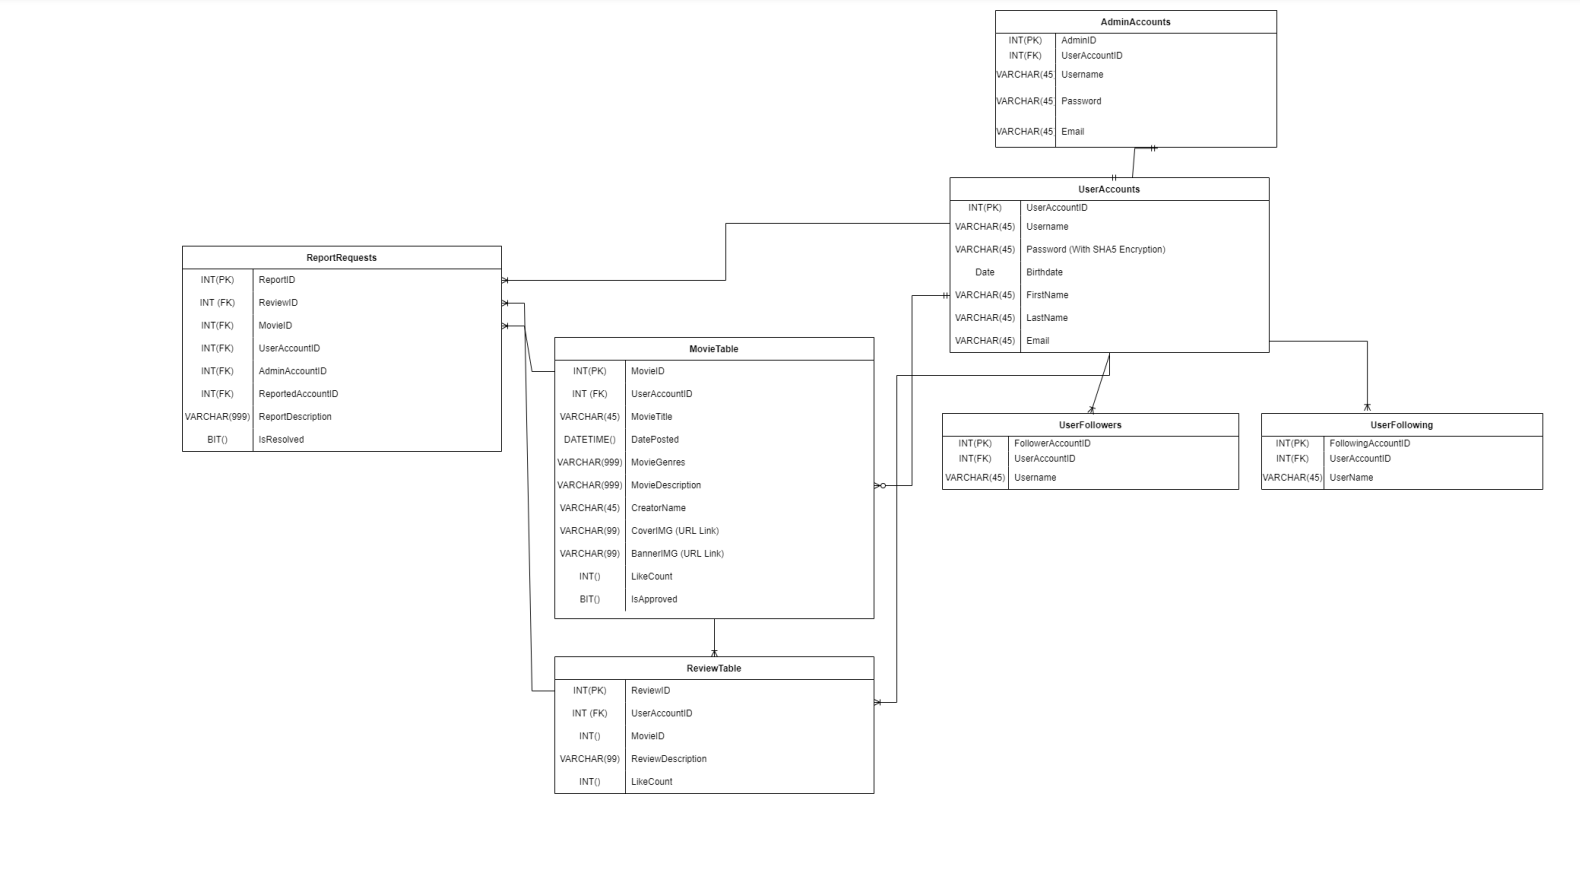 AdminAccounts
INT(PK) AdminID
INT(FK) UserAccountID
VARCHAR(45) Username
VARCHAR(45) Password
VARCHAR(45) Email
UserAccounts
INT(PK) UserAccountID
VARCHAR(45) Username
VARCHAR(45) Password (With SHA5 Encryption)
Date Birthdate
VARCHAR(45) FirstName
VARCHAR(45) LastName
VARCHAR(45) Email
ReportRequests
INT(PK) ReportID
INT (FK) ReviewID
INT(FK) MovieID
INT(FK) UserAccountID
INT(FK) AdminAccountID
INT(FK) ReportedAccountID
VARCHAR(999) ReportDescription
BIT() IsResolved
MovieTable
INT(PK) MovieID
INT (FK) UserAccountID
VARCHAR(45) MovieTitle
DATETIME() DatePosted
VARCHAR(999) MovieGenres
VARCHAR(999) MovieDescription
VARCHAR(45) CreatorName
VARCHAR(99) CoverIMG (URL Link)
VARCHAR(99) BannerIMG (URL Link)
INT() LikeCount
BIT() IsApproved
UserFollowers
INT(PK) FollowerAccountID
INT(FK) UserAccountID
VARCHAR(45) Username
UserFollowing
INT(PK) FollowingAccountID
INT(FK) UserAccountID
VARCHAR(45) UserName
ReviewTable
INT(PK) ReviewID
INT (FK) UserAccountID
INT() MovieID
VARCHAR(99) ReviewDescription
INT() LikeCount